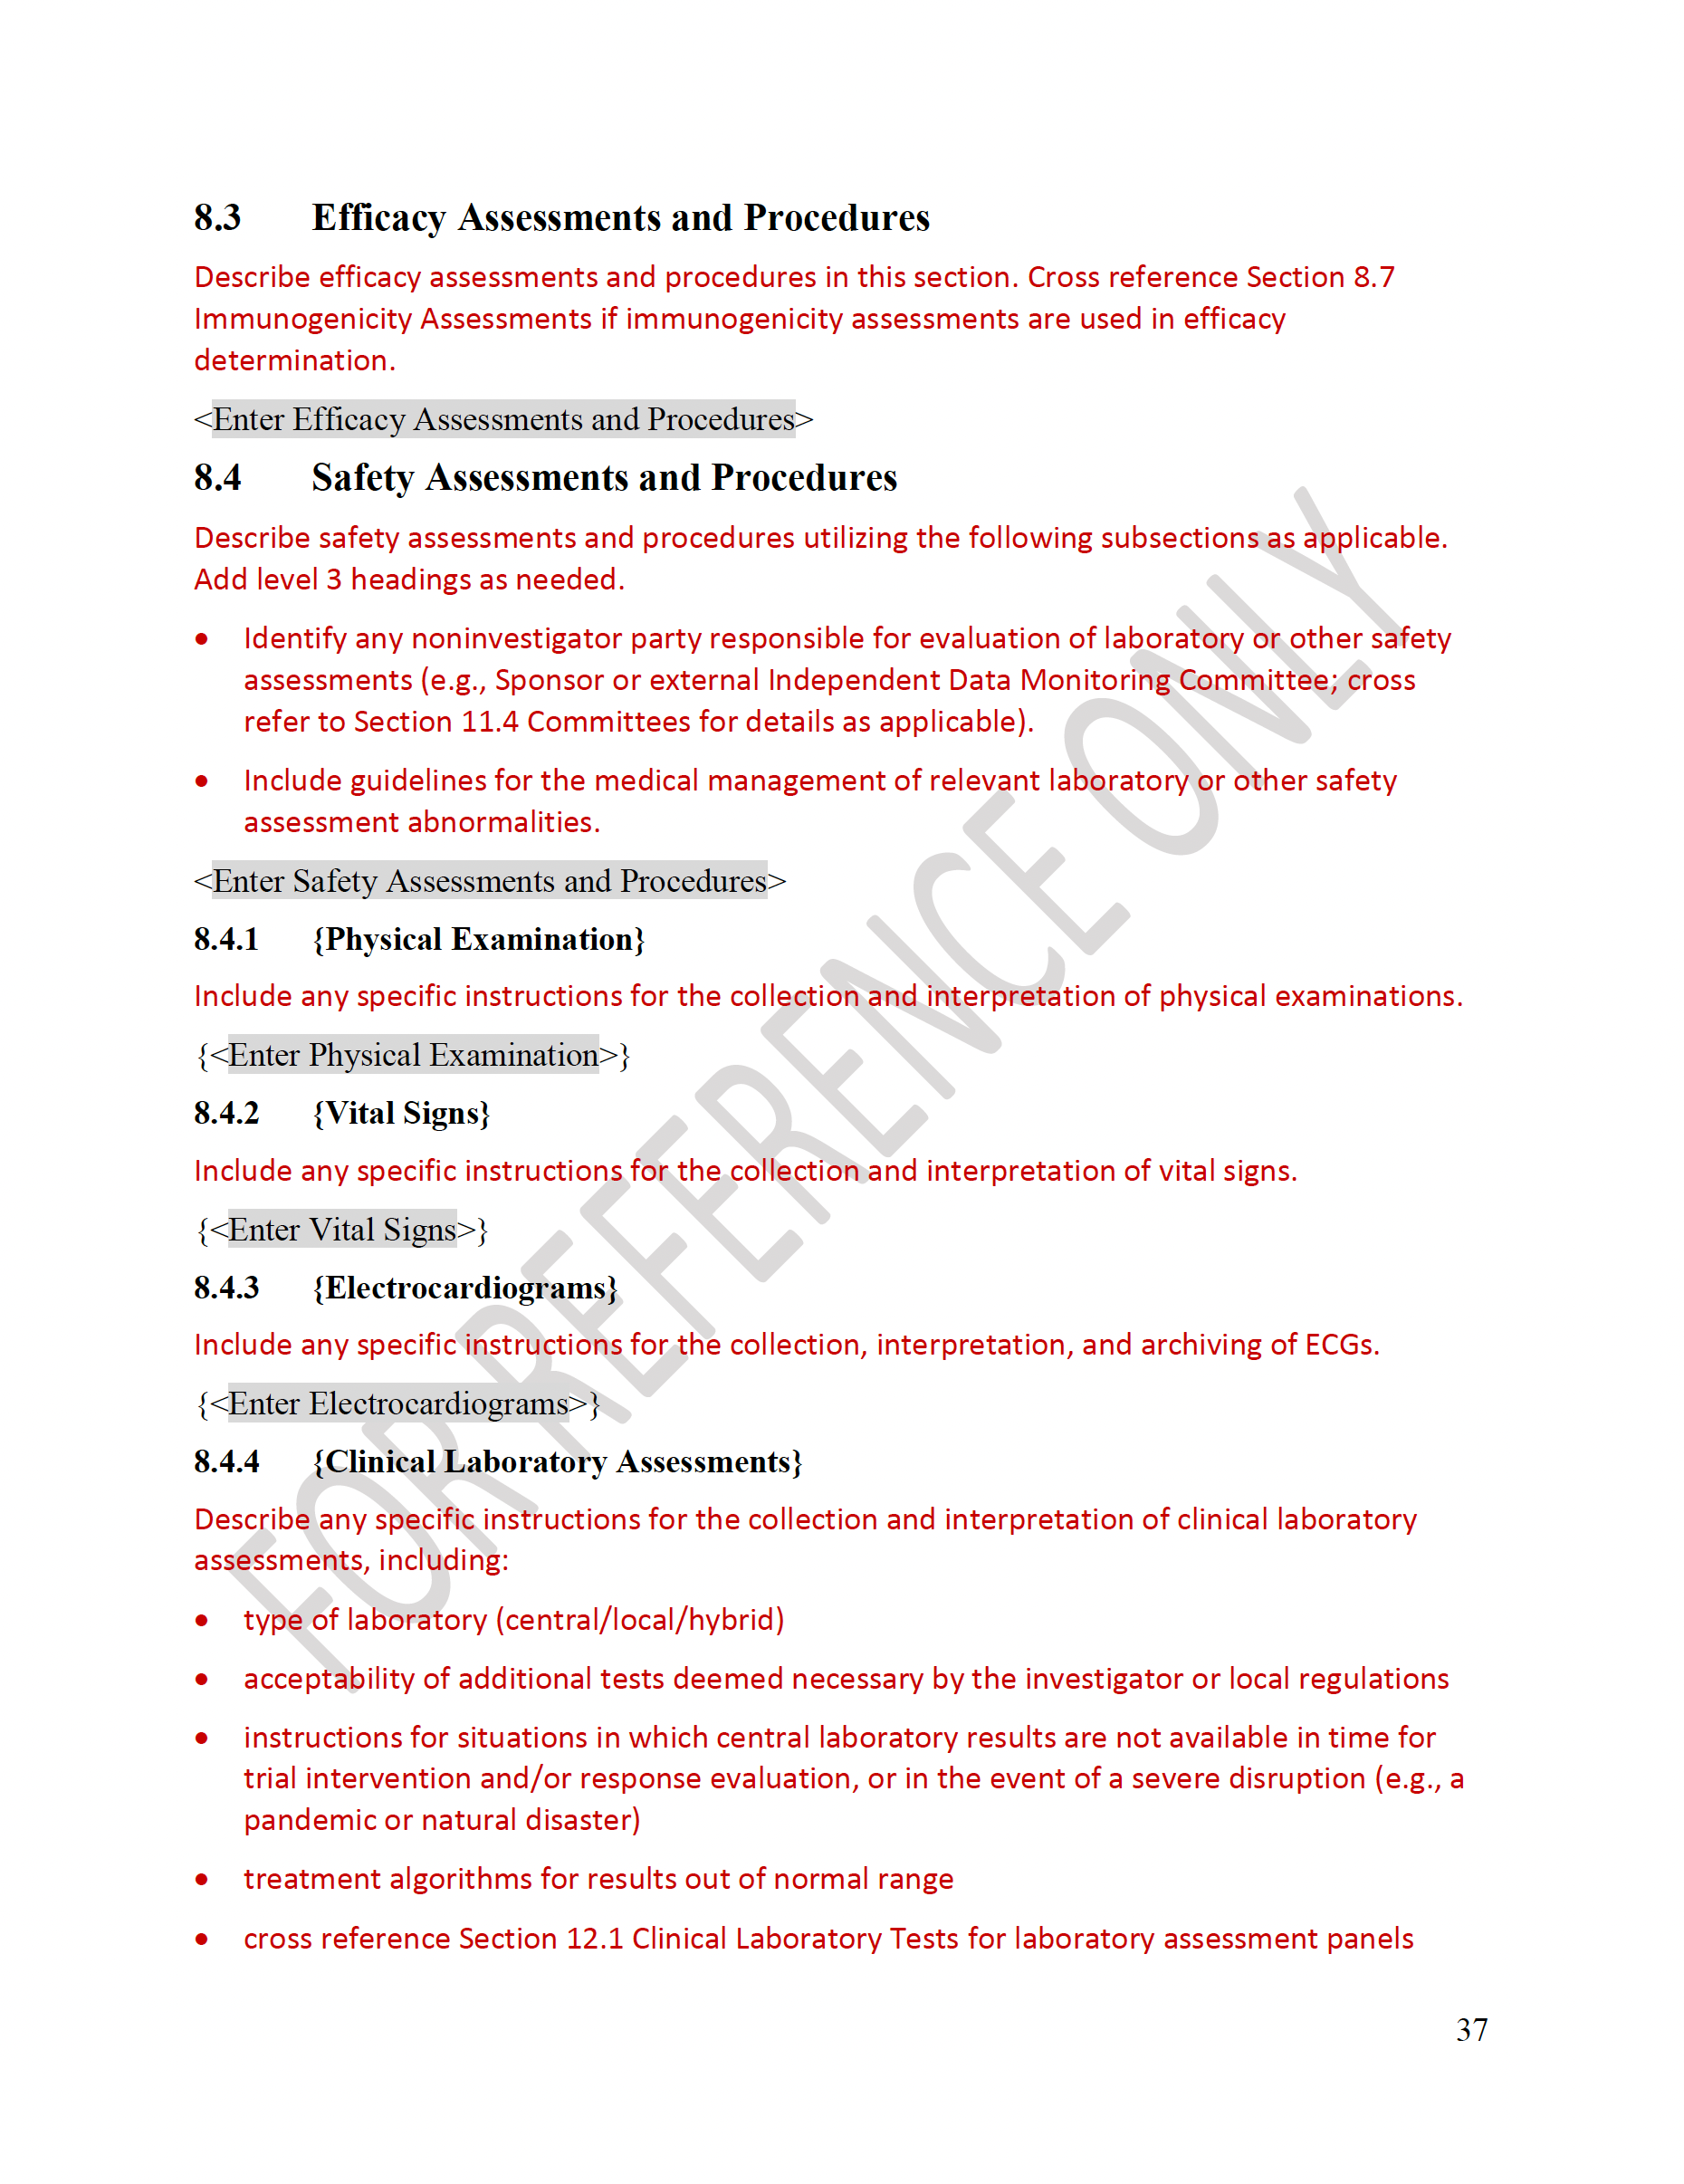 8.3 Efficacy Assessments and Procedures
Describe efficacy assessments and procedures in this section. Cross reference Section 8.7
Immunogenicity Assessments if immunogenicity assessments are used in efficacy
determination.
<Enter Efficacy Assessments and Procedures>
8.4 Safety Assessments and Procedures
Describe safety assessments and procedures utilizing the following subsections as applicable.
Add level 3 headings as needed.
• Identify any noninvestigator party responsible for evaluation of laboratory or other safety
assessments (e.g., Sponsor or external Independent Data Monitoring Committee; cross
refer to Section 11.4 Committees for details as applicable).
• Include guidelines for the medical management of relevant laboratory or other safety
assessment abnormalities.
<Enter Safety Assessments and Procedures>
8.4.1 {Physical Examination}
Include any specific instructions for the collection and interpretation of physical examinations.
{<Enter Physical Examination>}
8.4.2 {Vital Signs}
Include any specific instructions for the collection and interpretation of vital signs.
{<Enter Vital Signs>}
8.4.3 {Electrocardiograms}
Include any specific instructions for the collection, interpretation, and archiving of ECGs.
{<Enter Electrocardiograms>}
8.4.4 {Clinical Laboratory Assessments}
Describe any specific instructions for the collection and interpretation of clinical laboratory
assessments, including:
• type of laboratory (central/local/hybrid)
• acceptability of additional tests deemed necessary by the investigator or local regulations
• instructions for situations in which central laboratory results are not available in time for
trial intervention and/or response evaluation, or in the event of a severe disruption (e.g., a
pandemic or natural disaster)
• treatment algorithms for results out of normal range
• cross reference Section 12.1 Clinical Laboratory Tests for laboratory assessment panels
37
FOR REFERENCE ONLY